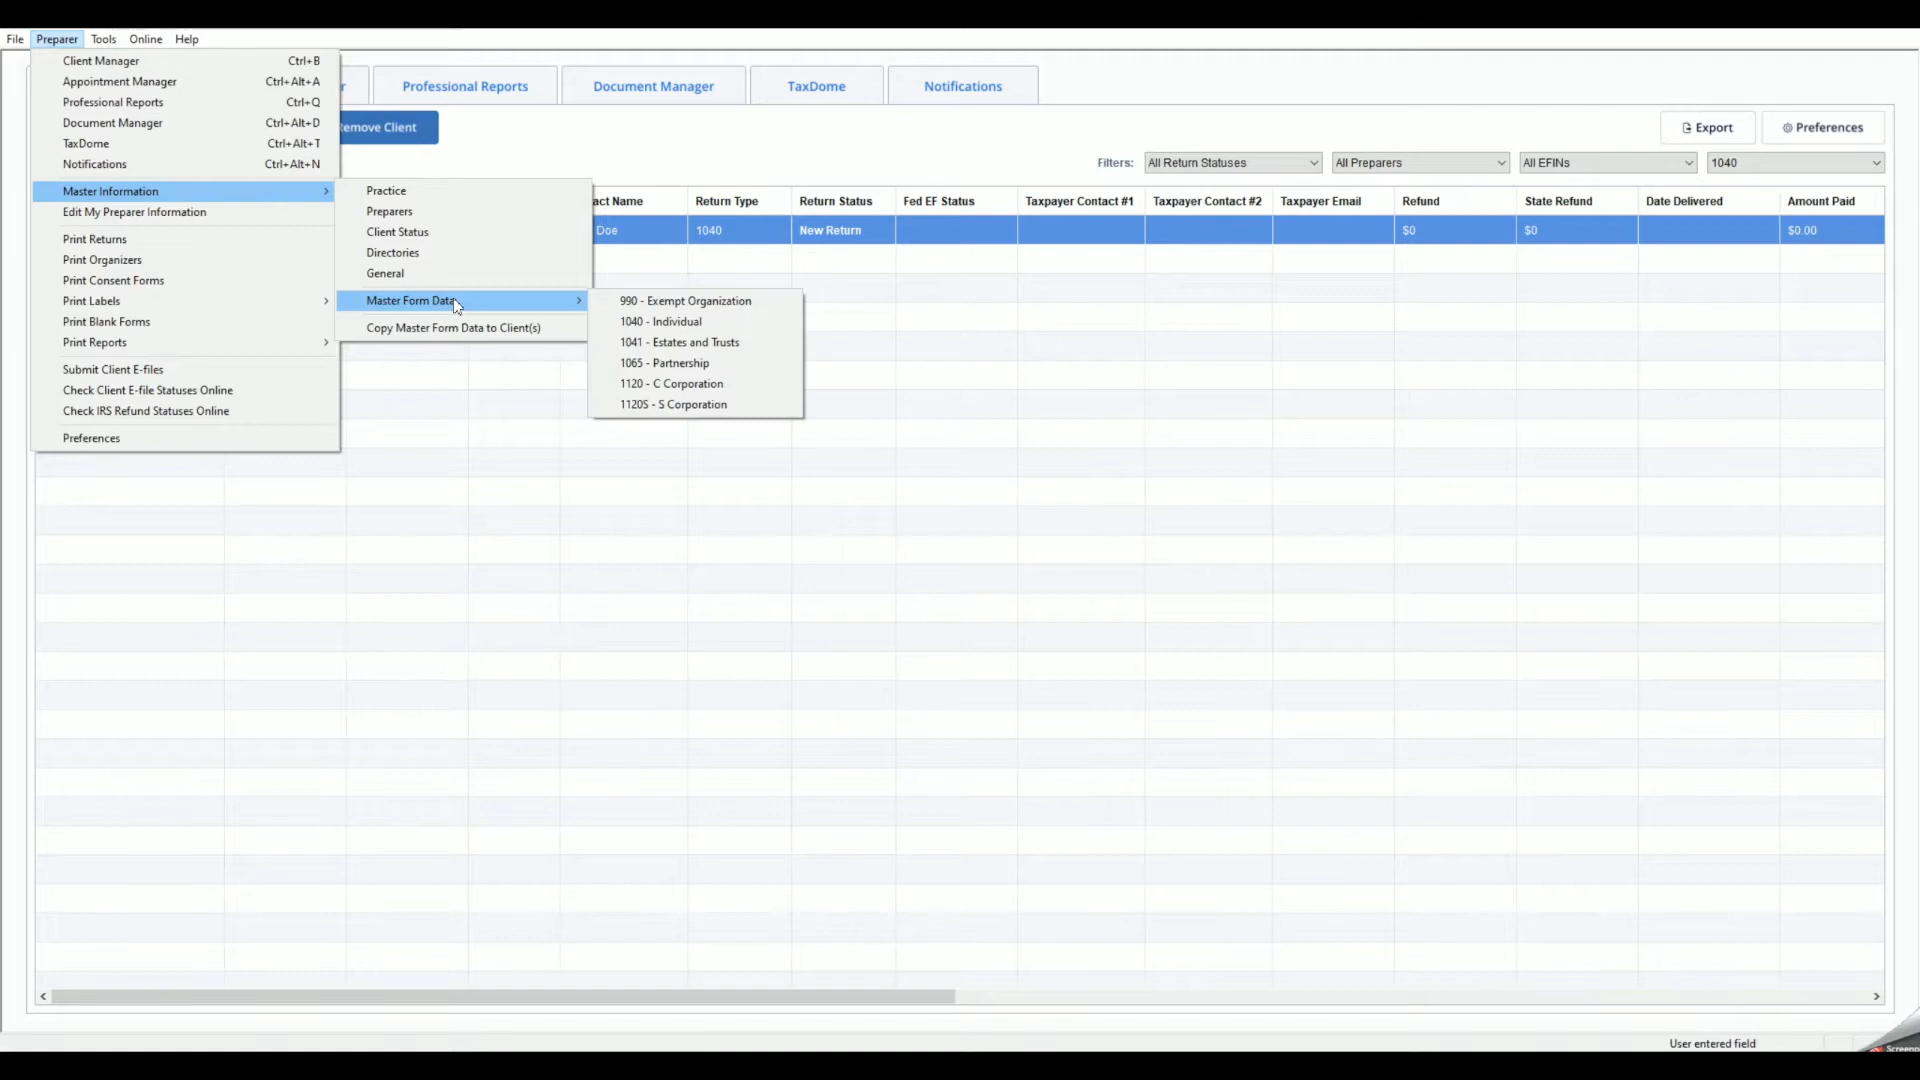 File Preparer Tools Online Help
Client Manager Ctrl+B
Appointment Manager Ctrl+Alt+A
Professional Reports Ctrl+Q
Document Manager Ctrl+Alt+D
TaxDome Ctrl+Alt+T
Notifications Ctrl+Alt+N
Master Information
Edit My Preparer Information
Print Returns
Print Organizers
Print Consent Forms
Print Labels
Print Blank Forms
Print Reports
Submit Client E-files
Check Client E-file Statuses Online
Check IRS Refund Statuses Online
Preferences
Practice
Preparers
Client Status
Directories
General
Master Form Data
Copy Master Form Data to Client(s)
990 - Exempt Organization
1040 - Individual
1041 - Estates and Trusts
1065 - Partnership
1120 - C Corporation
1120S - S Corporation
Professional Reports Document Manager TaxDome Notifications
Client Export Preferences
Filters: All Return Statuses All Preparers All EFINs 1040
Name Return Type Return Status Fed EF Status Taxpayer Contact #1 Taxpayer Contact #2 Taxpayer Email Refund State Refund Date Delivered Amount Paid
Doe 1040 New Return $0 $0 $0.00
User entered field